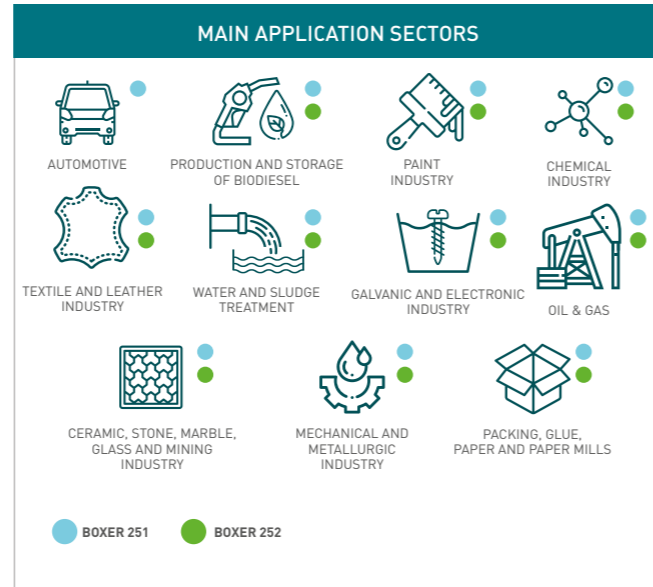 MAIN APPLICATION SECTORS
AUTOMOTIVE
PRODUCTION AND STORAGE
OF BIODIESEL
PAINT
INDUSTRY
CHEMICAL
INDUSTRY
TEXTILE AND LEATHER
INDUSTRY
WATER AND SLUDGE
TREATMENT
GALVANIC AND ELECTRONIC
INDUSTRY
OIL & GAS
CERAMIC, STONE, MARBLE,
GLASS AND MINING
INDUSTRY
MECHANICAL AND
METALLURGIC
INDUSTRY
PACKING, GLUE,
PAPER AND PAPER MILLS
BOXER 251
BOXER 252